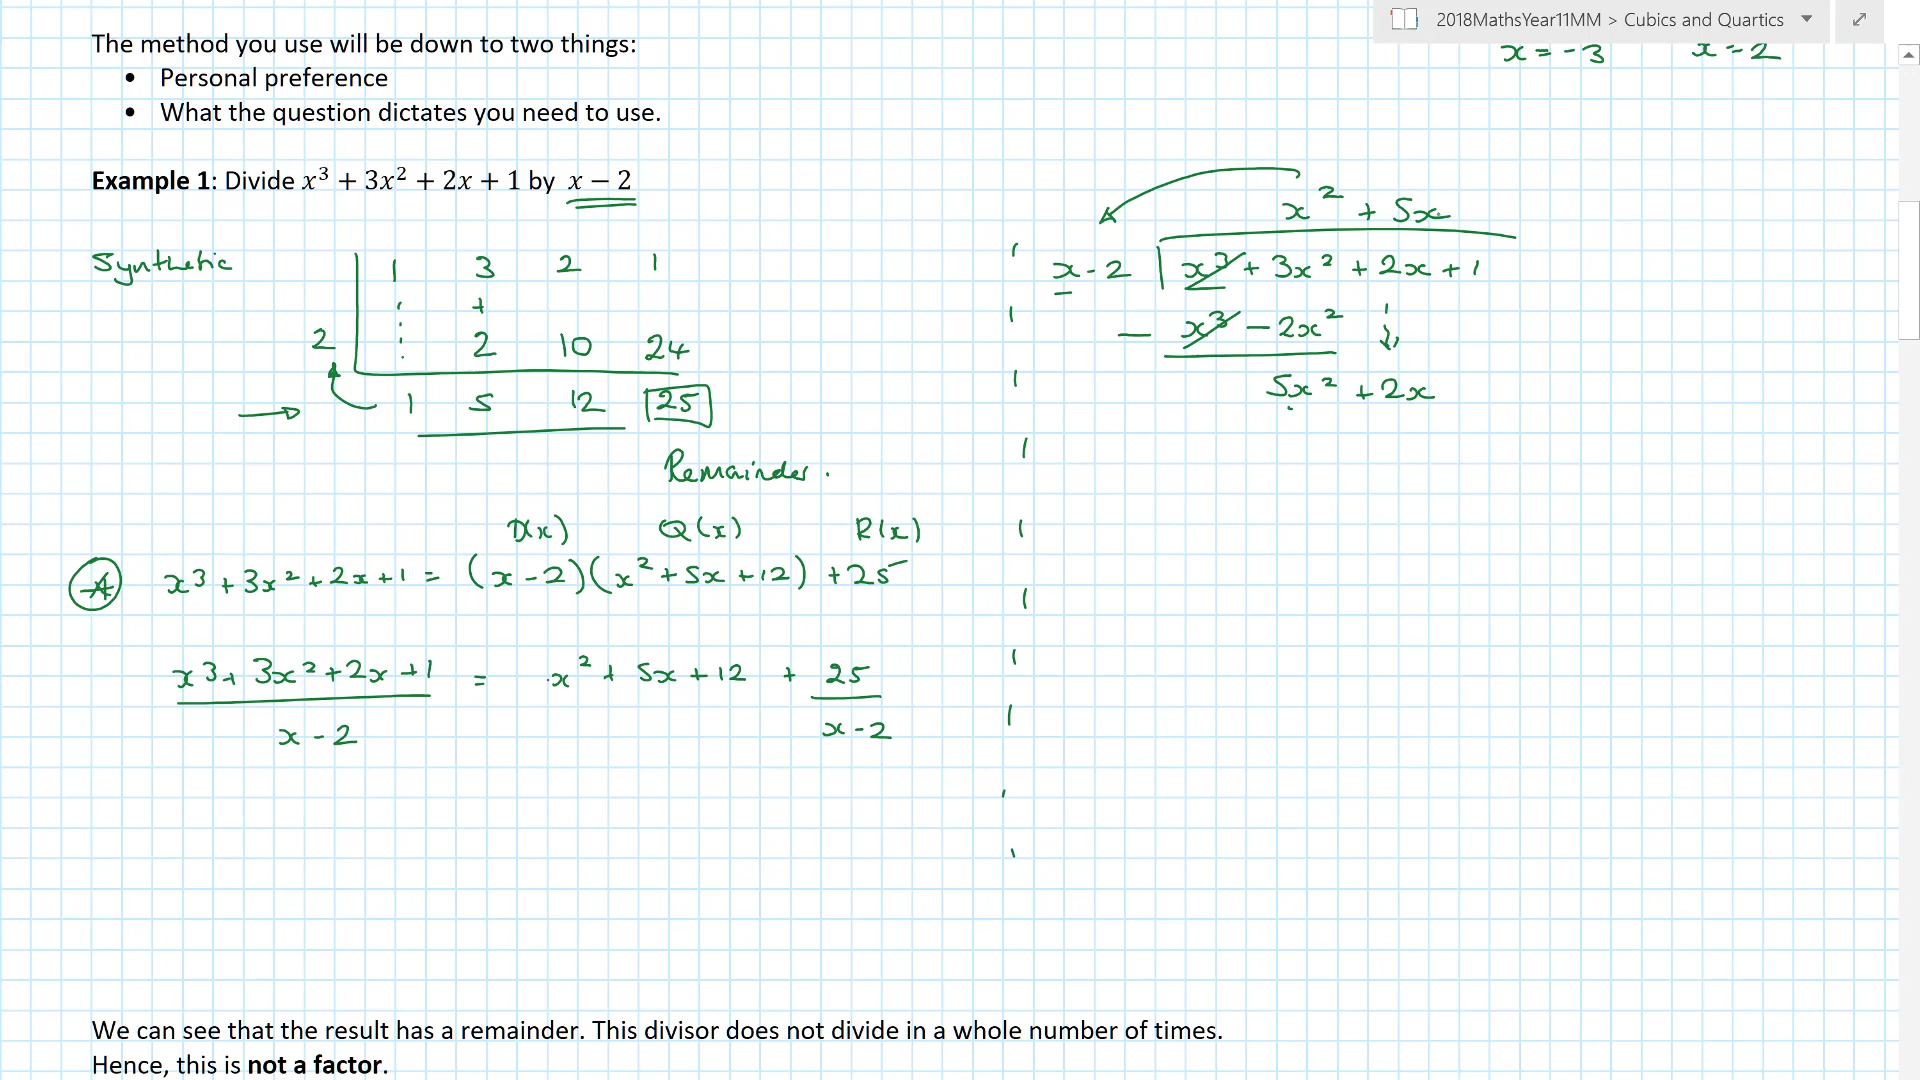 2018MathsYear11MM > Cubics and Quartics
The method you use will be down to two things:
• Personal preference
• What the question dictates you need to use.
x = -3 x = 2
Example 1: Divide x³ + 3x² + 2x + 1 by x − 2
Synthetic
1 3 2 1
+
2 2 10 24
1 5 12 25
Remainder.
D(x) Q(x) R(x)
A x³ + 3x² + 2x + 1 = (x - 2)(x² + 5x + 12) + 25
x³ + 3x² + 2x + 1 = x² + 5x + 12 + 25
x - 2 x - 2
x² + 5x
x - 2 x³ + 3x² + 2x + 1
− x³ − 2x²
5x² + 2x
We can see that the result has a remainder. This divisor does not divide in a whole number of times.
Hence, this is not a factor.